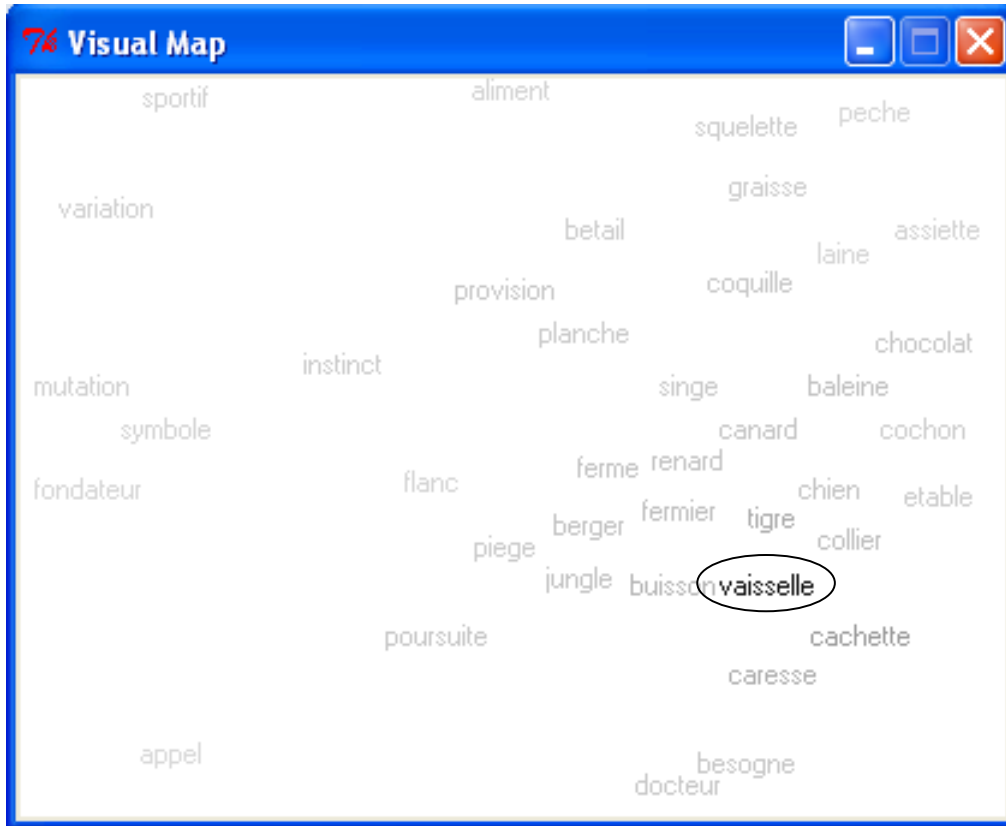 Visual Map
sportif
aliment
squelette
peche
graisse
variation
betail
assiette
laine
coquille
provision
planche
chocolat
instinct
mutation
singe
baleine
symbole
canard
cochon
ferme
renard
fondateur
flanc
chien
etable
fermier
tigre
berger
collier
piege
jungle
buisson
vaisselle
poursuite
cachette
caresse
appel
besogne
docteur